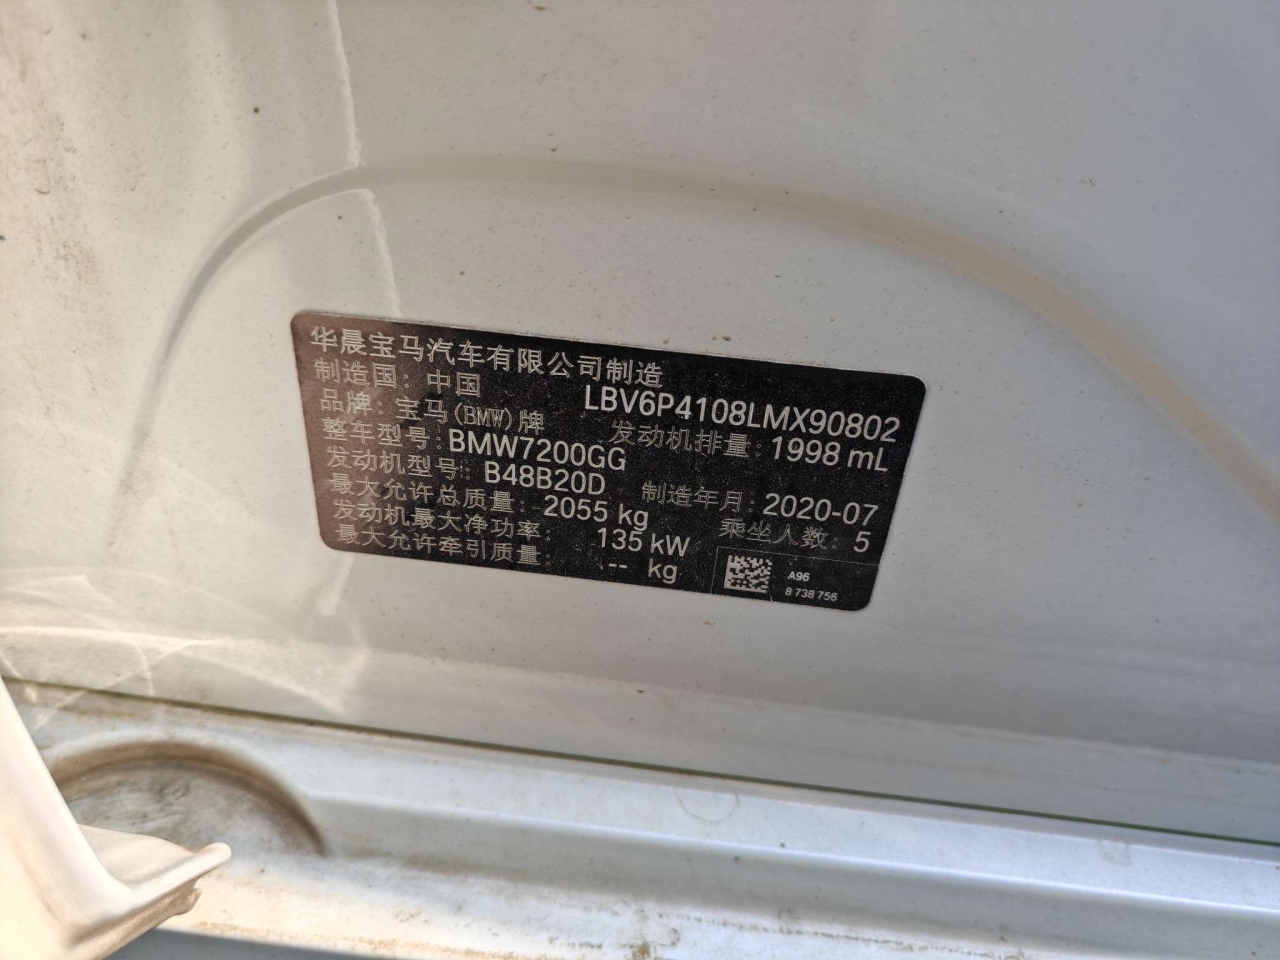 华晨宝马汽车有限公司制造
制造国：中国 LBV6P4108LMX90802
品牌：宝马(BMW)牌 发动机排量：1998 mL
整车型号：BMW7200GG
发动机型号：B48B20D 制造年月：2020-07
最大允许总质量：2055 kg 乘坐人数：5
发动机最大净功率：135 kW
最大允许牵引质量：-- kg
A96
8 738 756